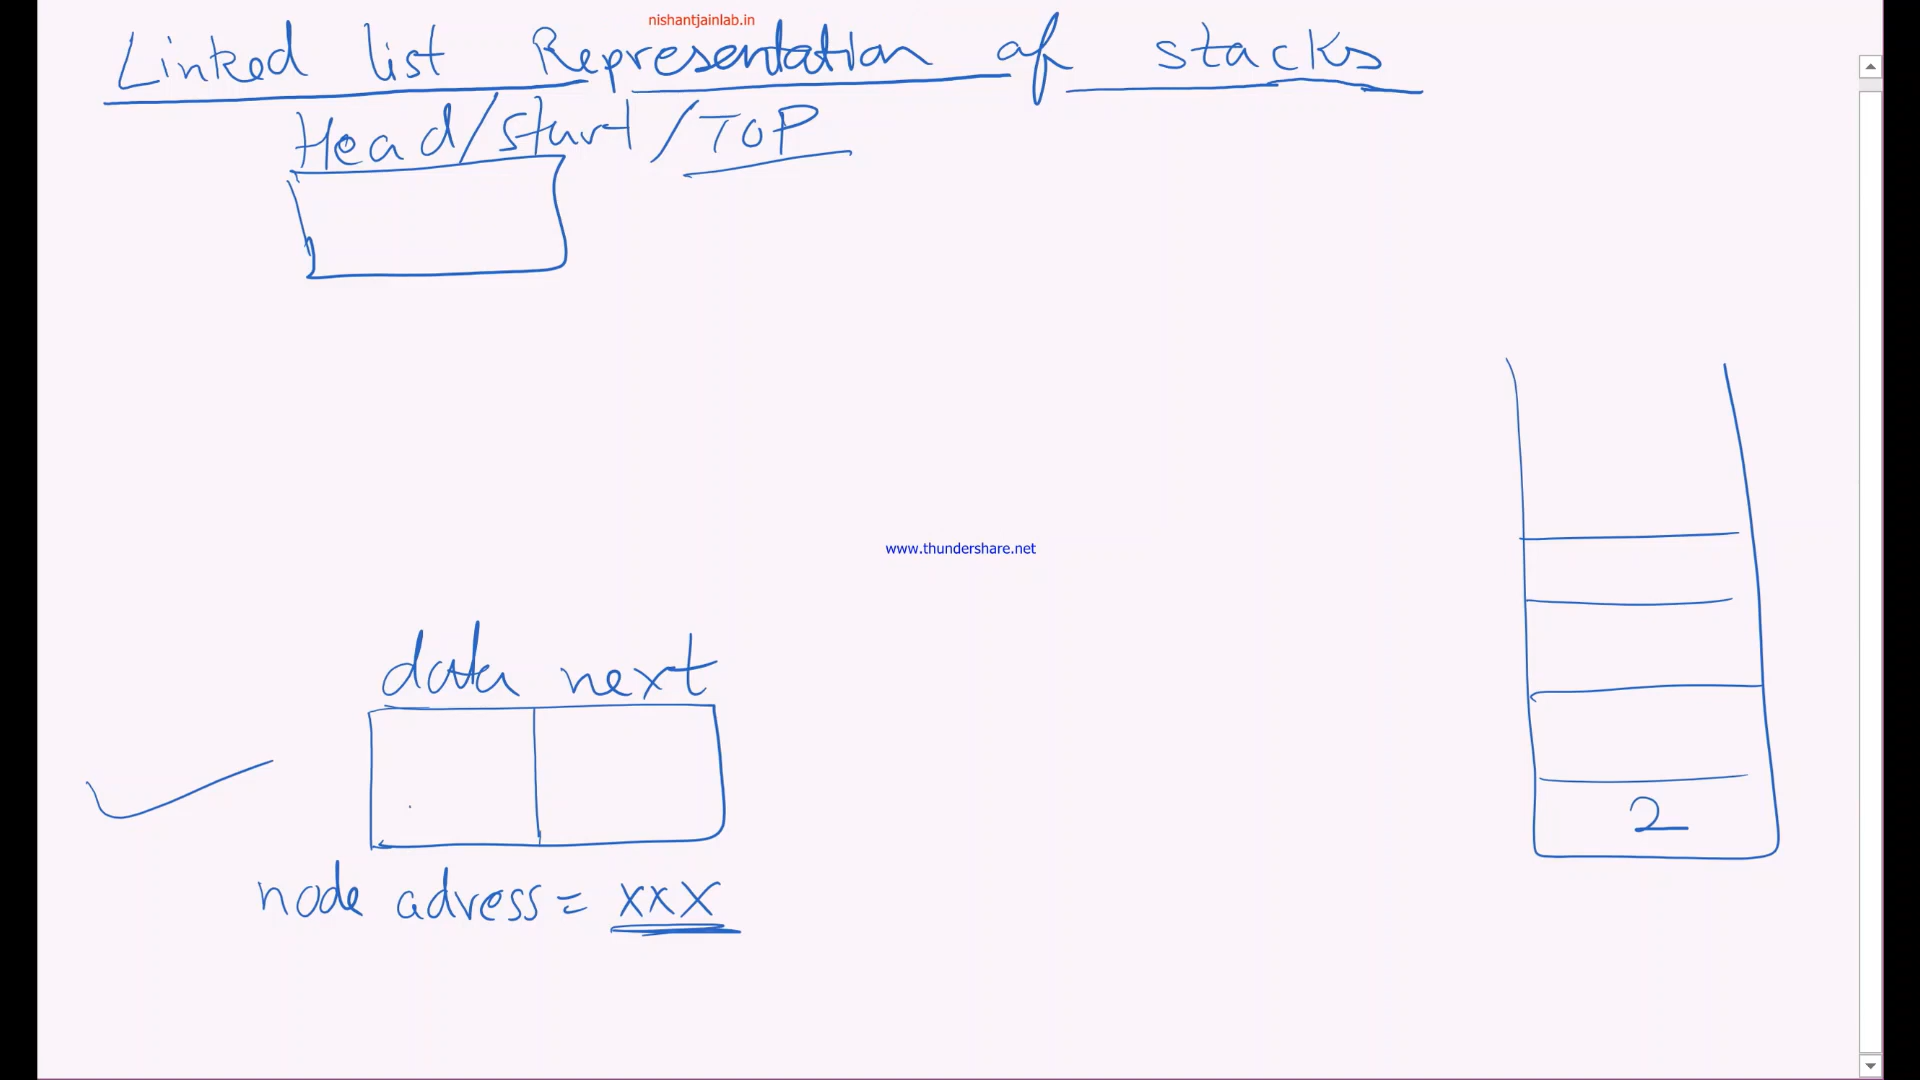 nishantjainlab.in
Linked list Representation of stacks
Head/Start/TOP
www.thundershare.net
data next
2
node adress = xxx